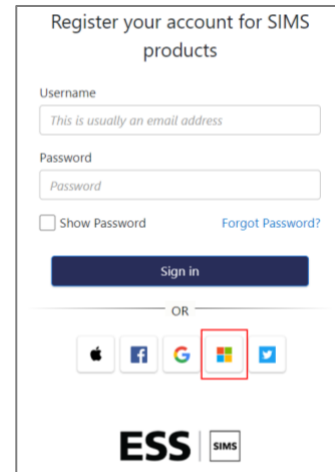 Register your account for SIMS
products
Username
This is usually an email address
Password
Password
Show Password
Forgot Password?
Sign in
OR
ESS SIMS